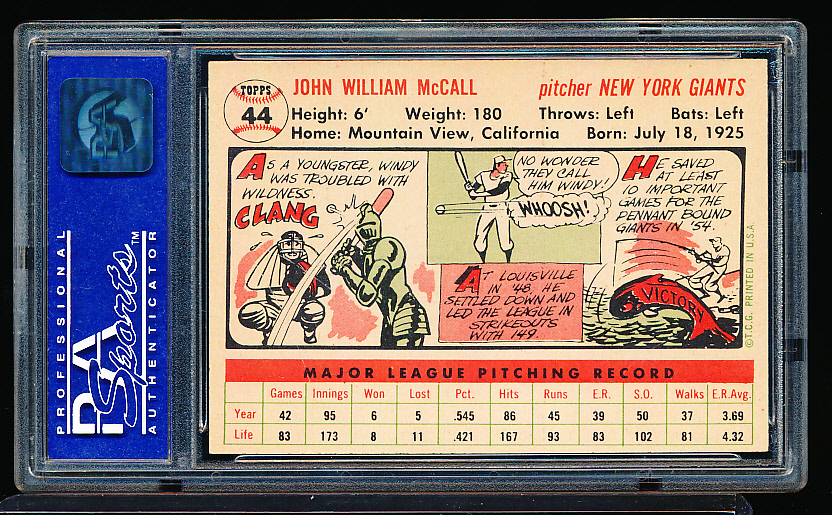 PROFESSIONAL
PSA
Sports™
AUTHENTICATOR
TOPPS
44
JOHN WILLIAM McCALL
pitcher NEW YORK GIANTS
Height: 6' Weight: 180 Throws: Left Bats: Left
Home: Mountain View, California Born: July 18, 1925
AS A YOUNGSTER, WINDY
WAS TROUBLED WITH
WILDNESS.
CLANG
NO WONDER
THEY CALL
HIM WINDY!
WHOOSH!
AT LOUISVILLE
IN '48, HE
SETTLED DOWN AND
LED THE LEAGUE IN
STRIKEOUTS
WITH 149.
HE SAVED
AT LEAST
10 IMPORTANT
GAMES FOR THE
PENNANT BOUND
GIANTS IN '54.
VICTORY
©T.C.G. PRINTED IN U.S.A
MAJOR LEAGUE PITCHING RECORD
Games Innings Won Lost Pct. Hits Runs E.R. S.O. Walks E.R.Avg.
Year 42 95 6 5 .545 86 45 39 50 37 3.69
Life 83 173 8 11 .421 167 93 83 102 81 4.32